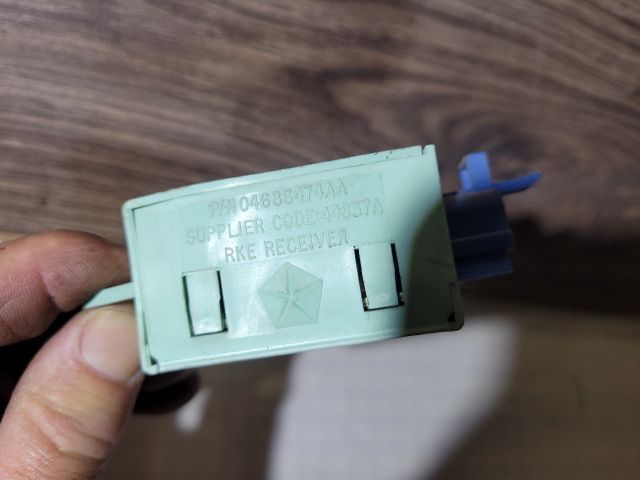 P/N 04686474AA
SUPPLIER CODE:44837A
RKE RECEIVER